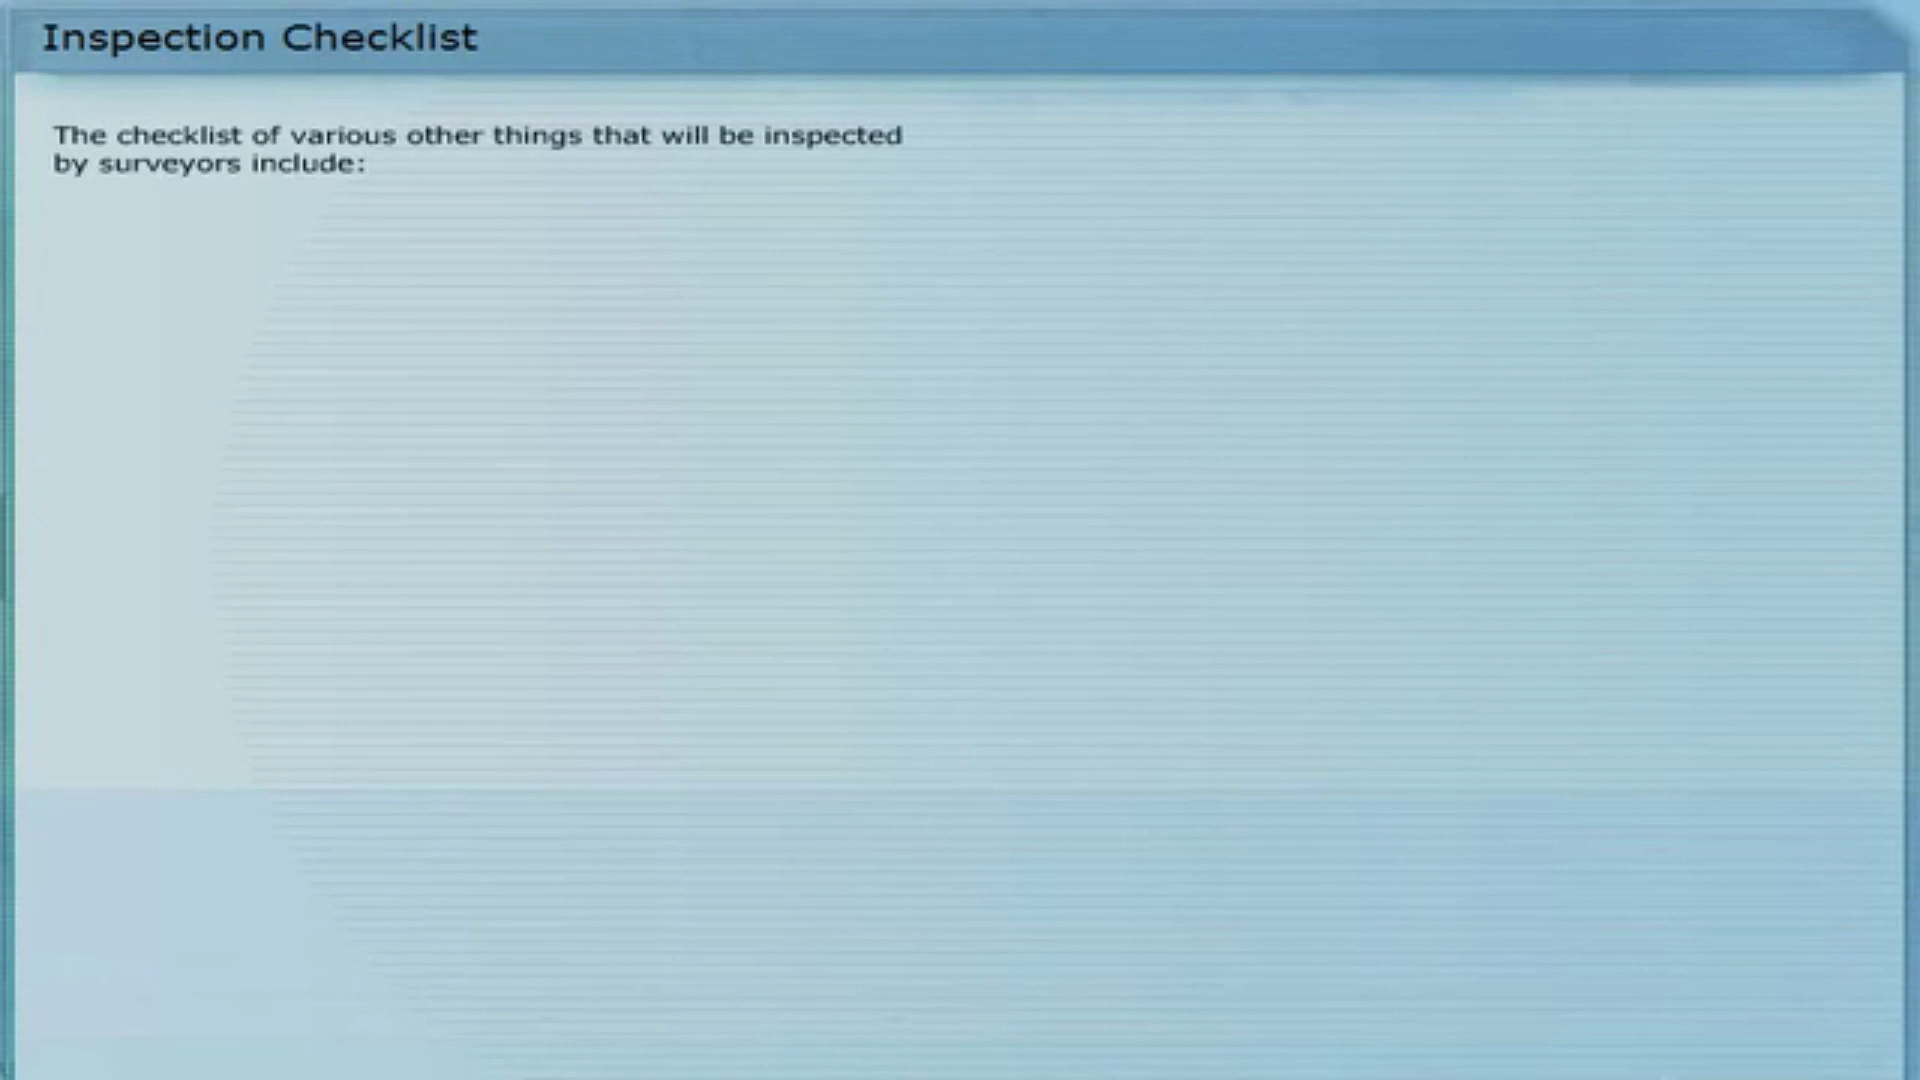 Inspection Checklist
The checklist of various other things that will be inspected
by surveyors include: